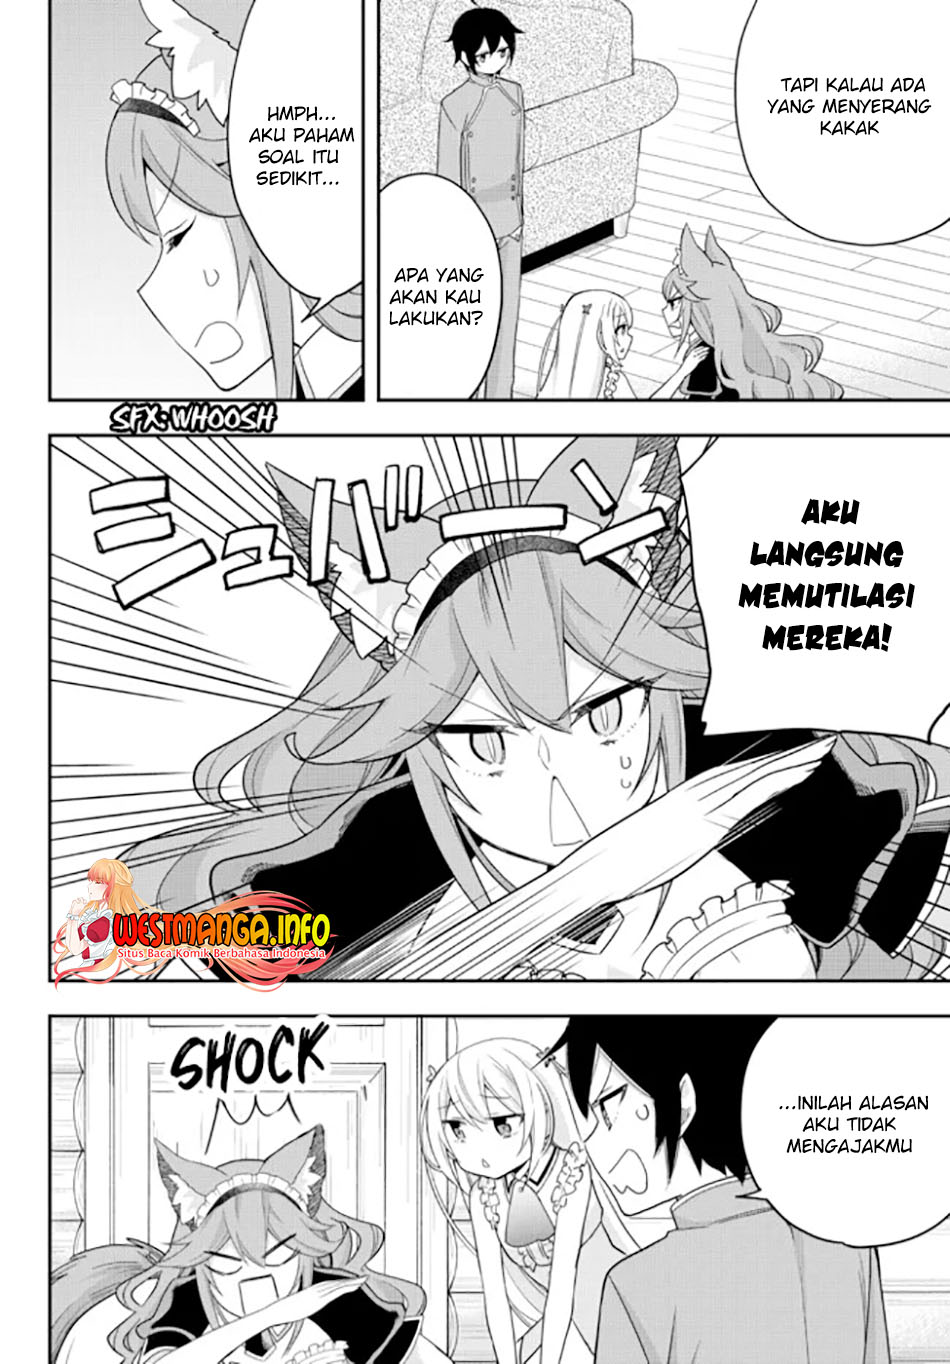 TAPI KALAU ADA
YANG MENYERANG
KAKAK
APA YANG
AKAN KAU
LAKUKAN?
HMPH...
AKU PAHAM
SOAL ITU
SEDIKIT...
SFX: WHOOSH
AKU
LANGSUNG
MEMUTILASI
MEREKA!
ミュバーン
WESTMANGA.INFO
Situs Baca Komik Berbahasa Indonesia
...INILAH ALASAN
AKU TIDAK
MENGAJAKMU
SHOCK